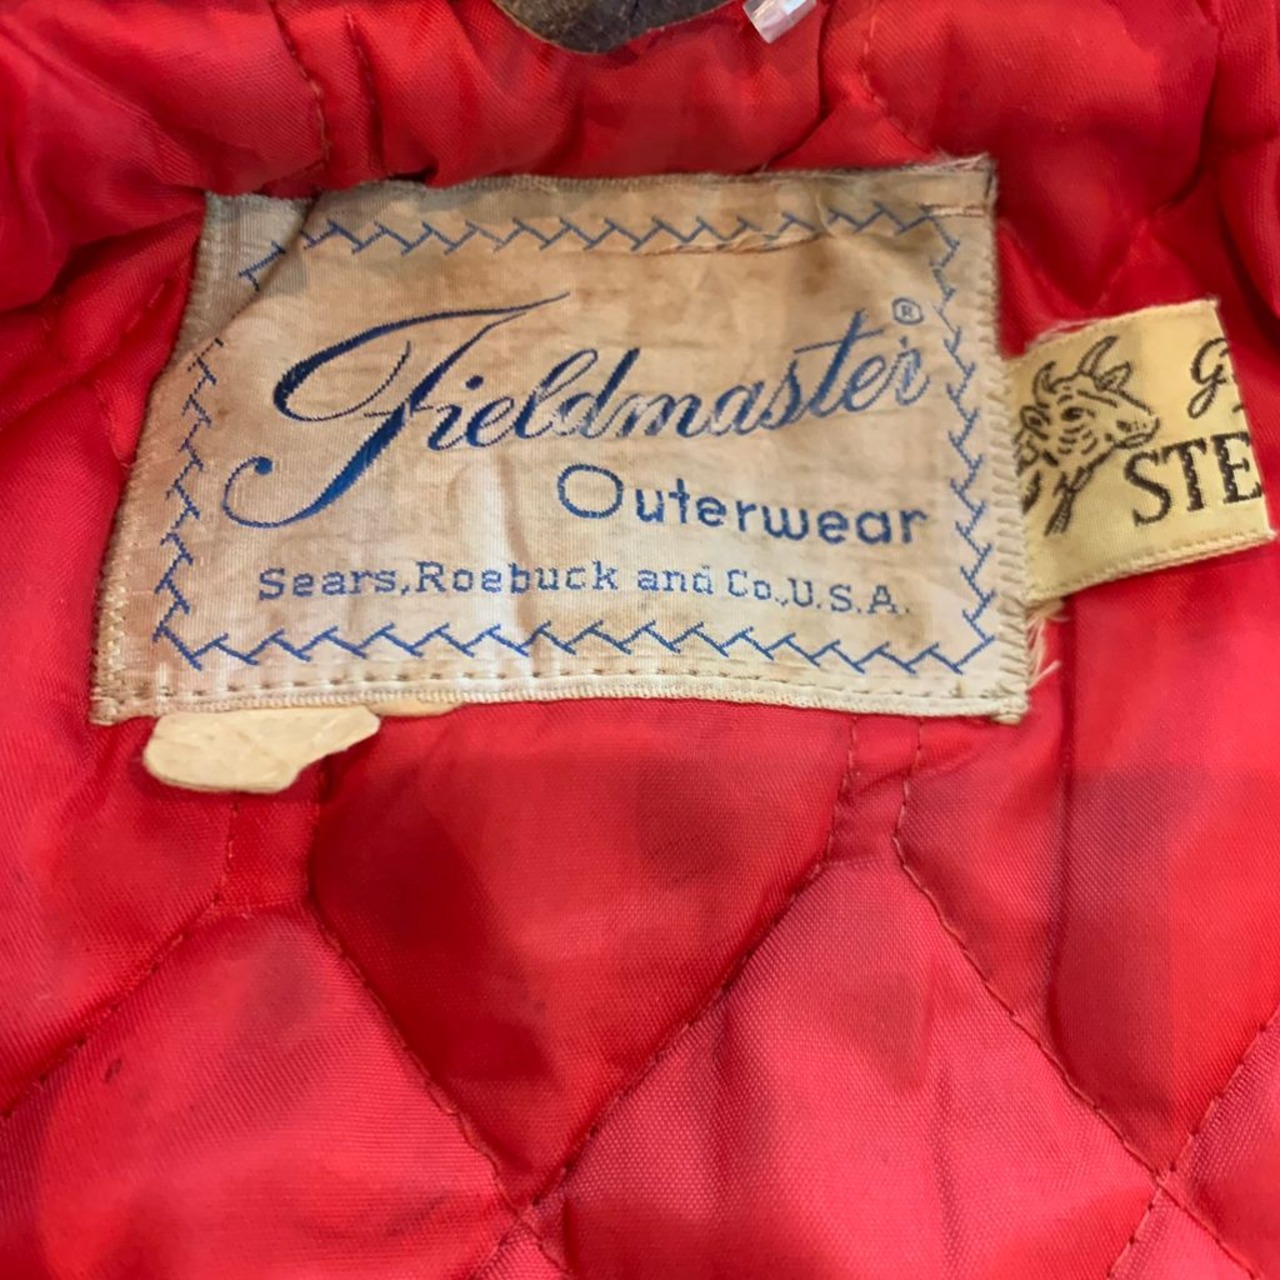 Fieldmaster ®
Outerwear
Sears, Roebuck and Co., U.S.A.
STE